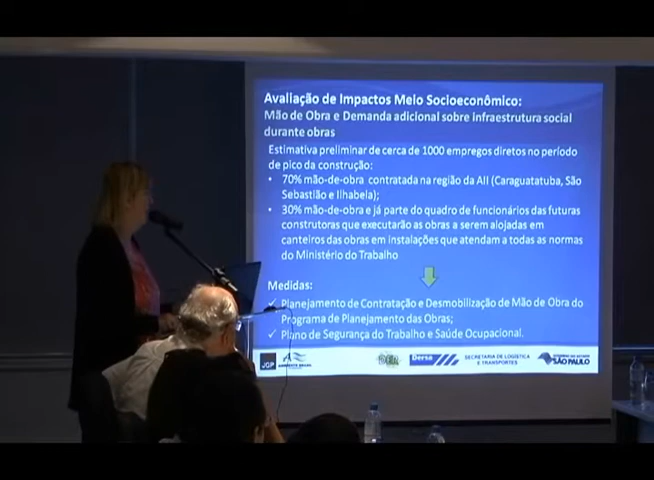 Avaliação de Impactos Meio Socioeconômico:
Mão de Obra e Demanda adicional sobre infraestrutura social
durante obras
Estimativa preliminar de cerca de 1000 empregos diretos no período
de pico da construção:
• 70% mão-de-obra contratada na região da AII (Caraguatatuba, São
Sebastião e Ilhabela);
• 30% mão-de-obra e já parte do quadro de funcionários das futuras
construtoras que executarão as obras a serem alojadas em
canteiros das obras em instalações que atendam a todas as normas
do Ministério do Trabalho
Medidas:
✓ Planejamento de Contratação e Desmobilização de Mão de Obra do
Programa de Planejamento das Obras;
✓ Plano de Segurança do Trabalho e Saúde Ocupacional.
JGP Dersa SECRETARIA DE LOGÍSTICA
E TRANSPORTES GOVERNO DO ESTADO
SÃO PAULO